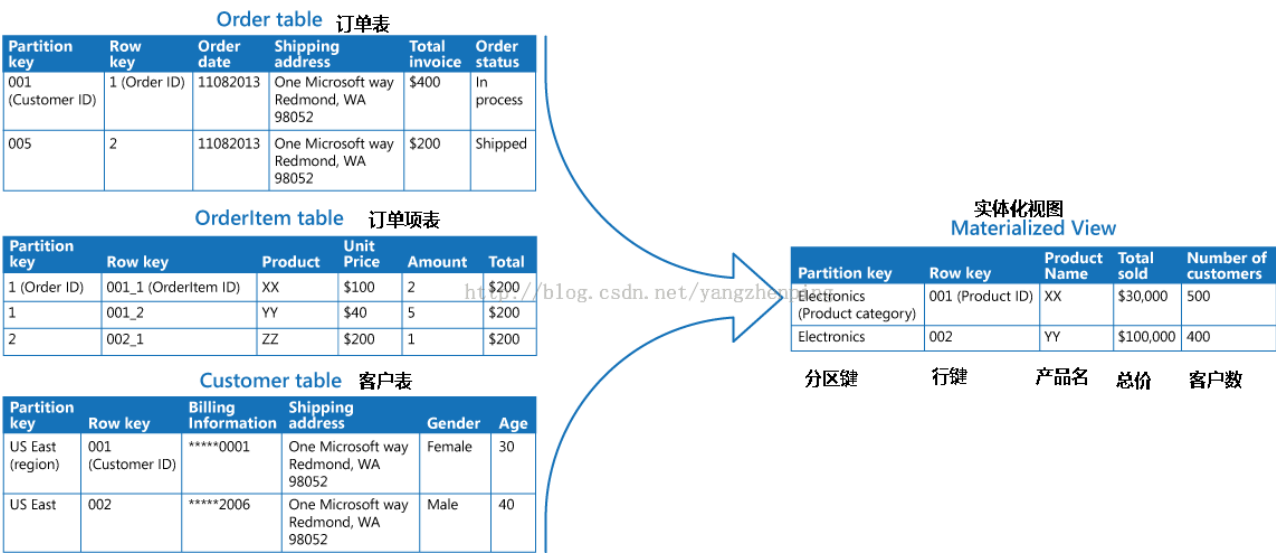 Order table 订单表
Partition key Row key Order date Shipping address Total invoice Order status
001 (Customer ID) 1 (Order ID) 11082013 One Microsoft way Redmond, WA 98052 $400 In process
005 2 11082013 One Microsoft way Redmond, WA 98052 $200 Shipped
OrderItem table 订单项表
Partition key Row key Product Unit Price Amount Total
1 (Order ID) 001_1 (OrderItem ID) XX $100 2 $200
1 001_2 YY $40 5 $200
2 002_1 ZZ $200 1 $200
Customer table 客户表
Partition key Row key Billing Information Shipping address Gender Age
US East (region) 001 (Customer ID) *****0001 One Microsoft way Redmond, WA 98052 Female 30
US East 002 *****2006 One Microsoft way Redmond, WA 98052 Male 40
实体化视图
Materialized View
Partition key Row key Product Name Total sold Number of customers
Electronics (Product category) 001 (Product ID) XX $30,000 500
Electronics 002 YY $100,000 400
分区键 行键 产品名 总价 客户数
http://blog.csdn.net/yangzhenping